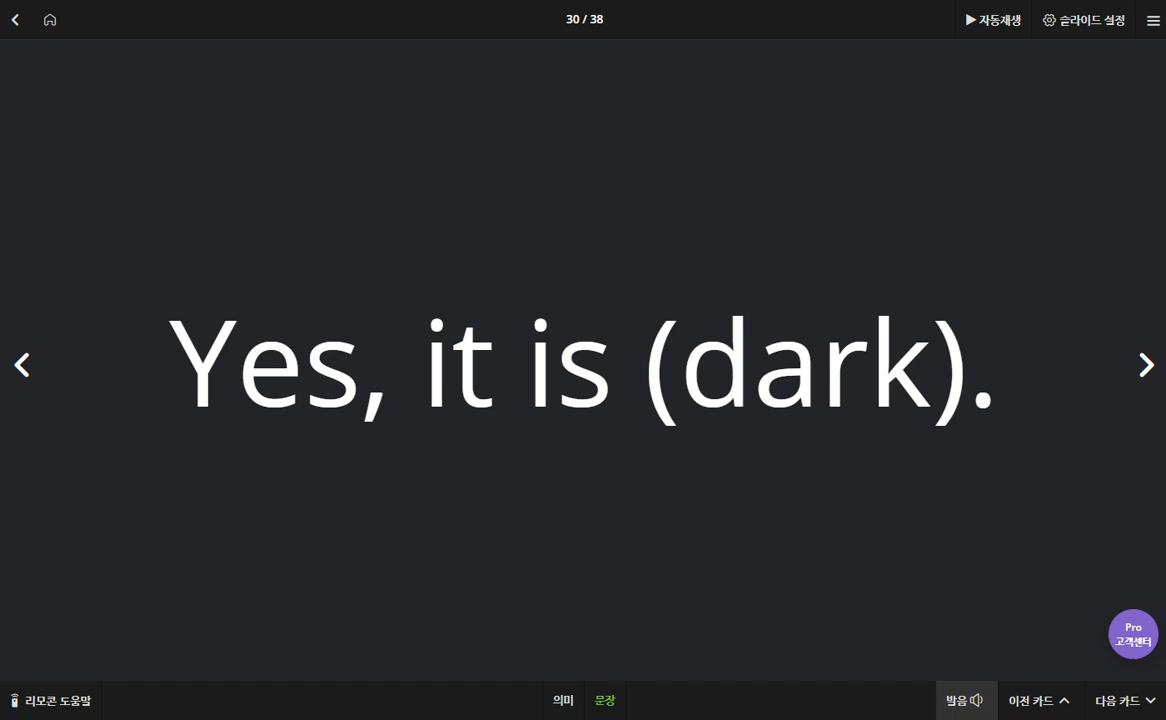 30 / 38
자동재생
슬라이드 설정
Yes, it is (dark).
Pro
고객센터
리모콘 도움말
의미
문장
발음
이전 카드
다음 카드